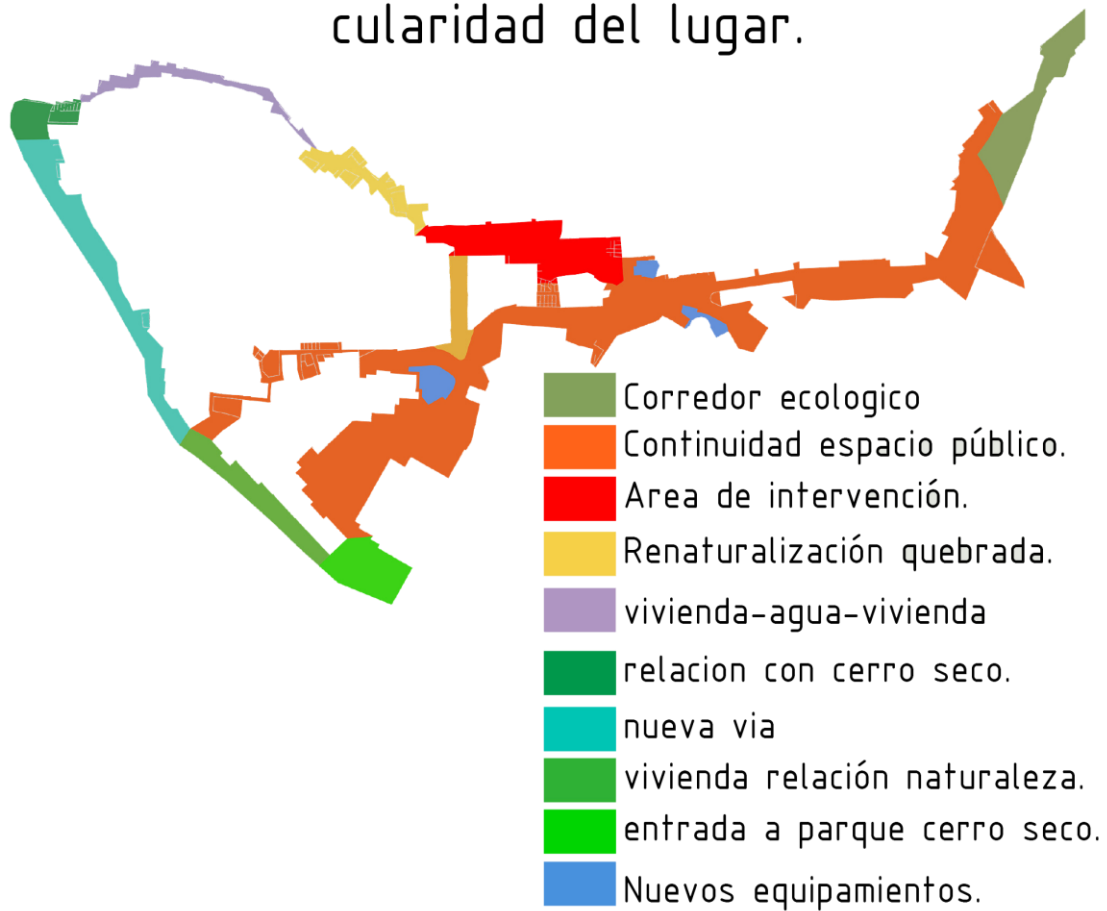 cularidad del lugar.
Corredor ecologico
Continuidad espacio público.
Area de intervención.
Renaturalización quebrada.
vivienda-agua-vivienda
relacion con cerro seco.
nueva via
vivienda relación naturaleza.
entrada a parque cerro seco.
Nuevos equipamientos.